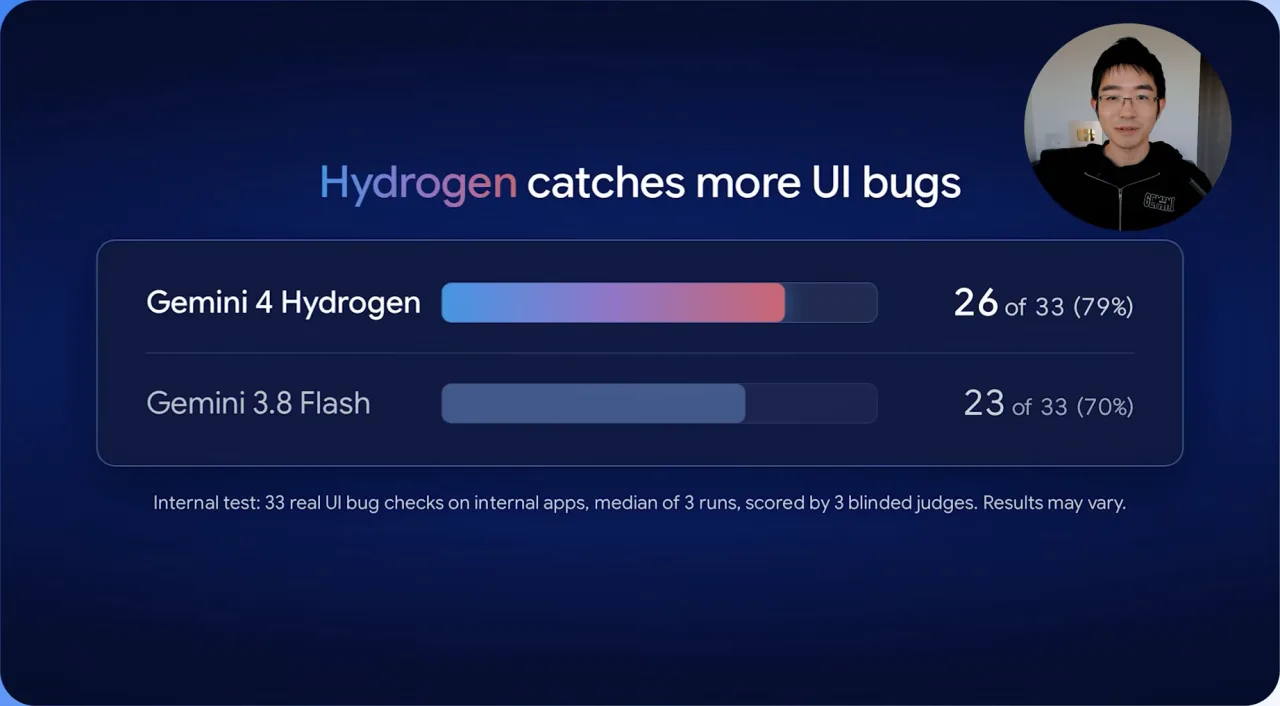 Hydrogen catches more UI bugs
Gemini 4 Hydrogen
26 of 33 (79%)
Gemini 3.8 Flash
23 of 33 (70%)
Internal test: 33 real UI bug checks on internal apps, median of 3 runs, scored by 3 blinded judges. Results may vary.
GEMINI